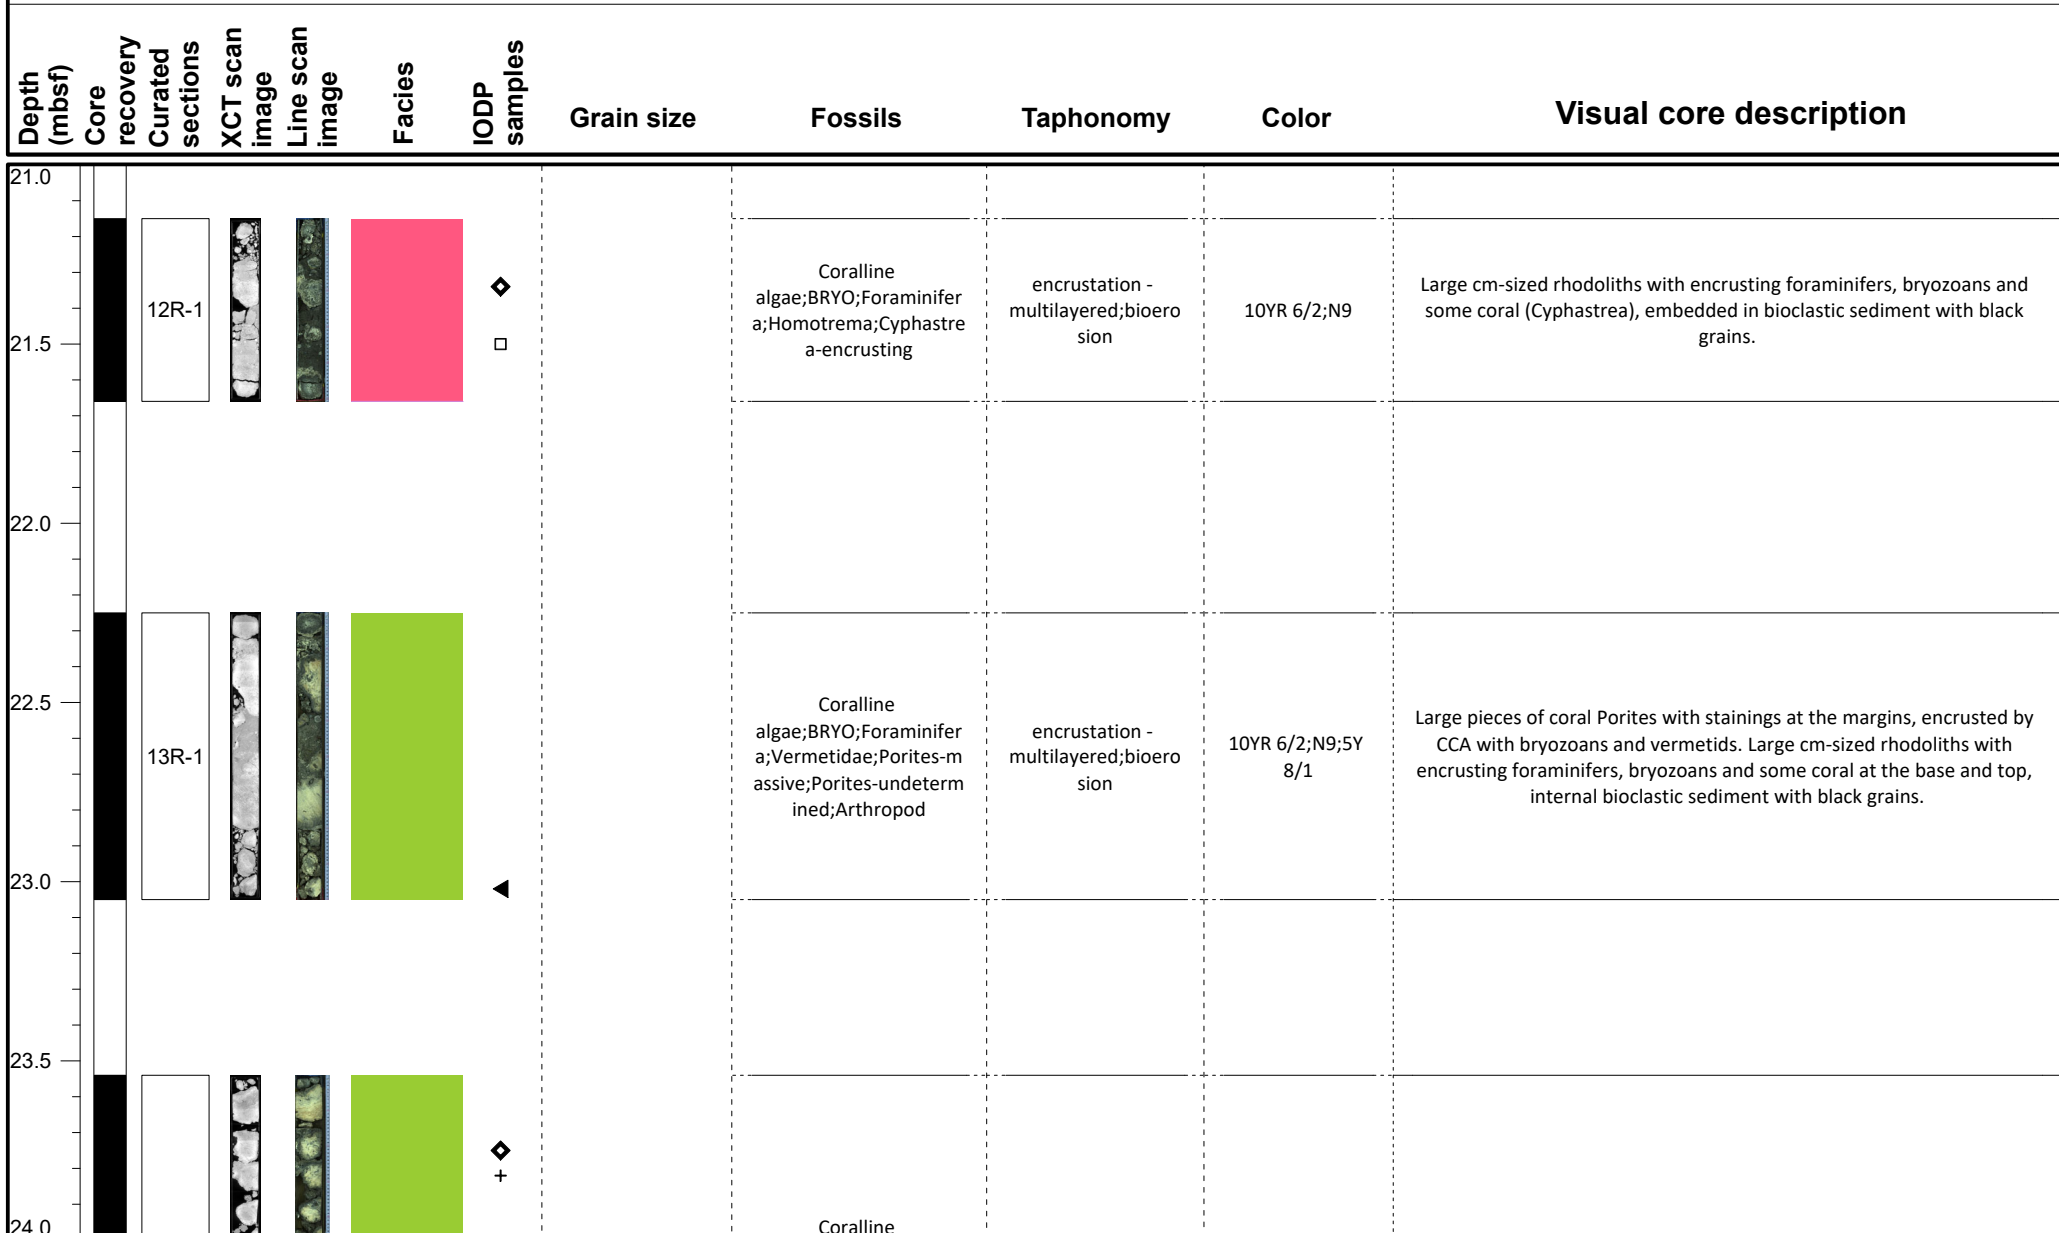 Depth
(mbsf)
Core
recovery
Curated
sections
XCT scan
image
Line scan
image
Facies
IODP
samples
Grain size
Fossils
Taphonomy
Color
Visual core description
21.0
12R-1
Coralline
algae;BRYO;Foraminifer
a;Homotrema;Cyphastre
a-encrusting
encrustation -
multilayered;bioero
sion
10YR 6/2;N9
Large cm-sized rhodoliths with encrusting foraminifers, bryozoans and
some coral (Cyphastrea), embedded in bioclastic sediment with black
grains.
21.5
22.0
22.5
13R-1
Coralline
algae;BRYO;Foraminifer
a;Vermetidae;Porites-m
assive;Porites-undeterm
ined;Arthropod
encrustation -
multilayered;bioero
sion
10YR 6/2;N9;5Y
8/1
Large pieces of coral Porites with stainings at the margins, encrusted by
CCA with bryozoans and vermetids. Large cm-sized rhodoliths with
encrusting foraminifers, bryozoans and some coral at the base and top,
internal bioclastic sediment with black grains.
23.0
23.5
24.0
Coralline